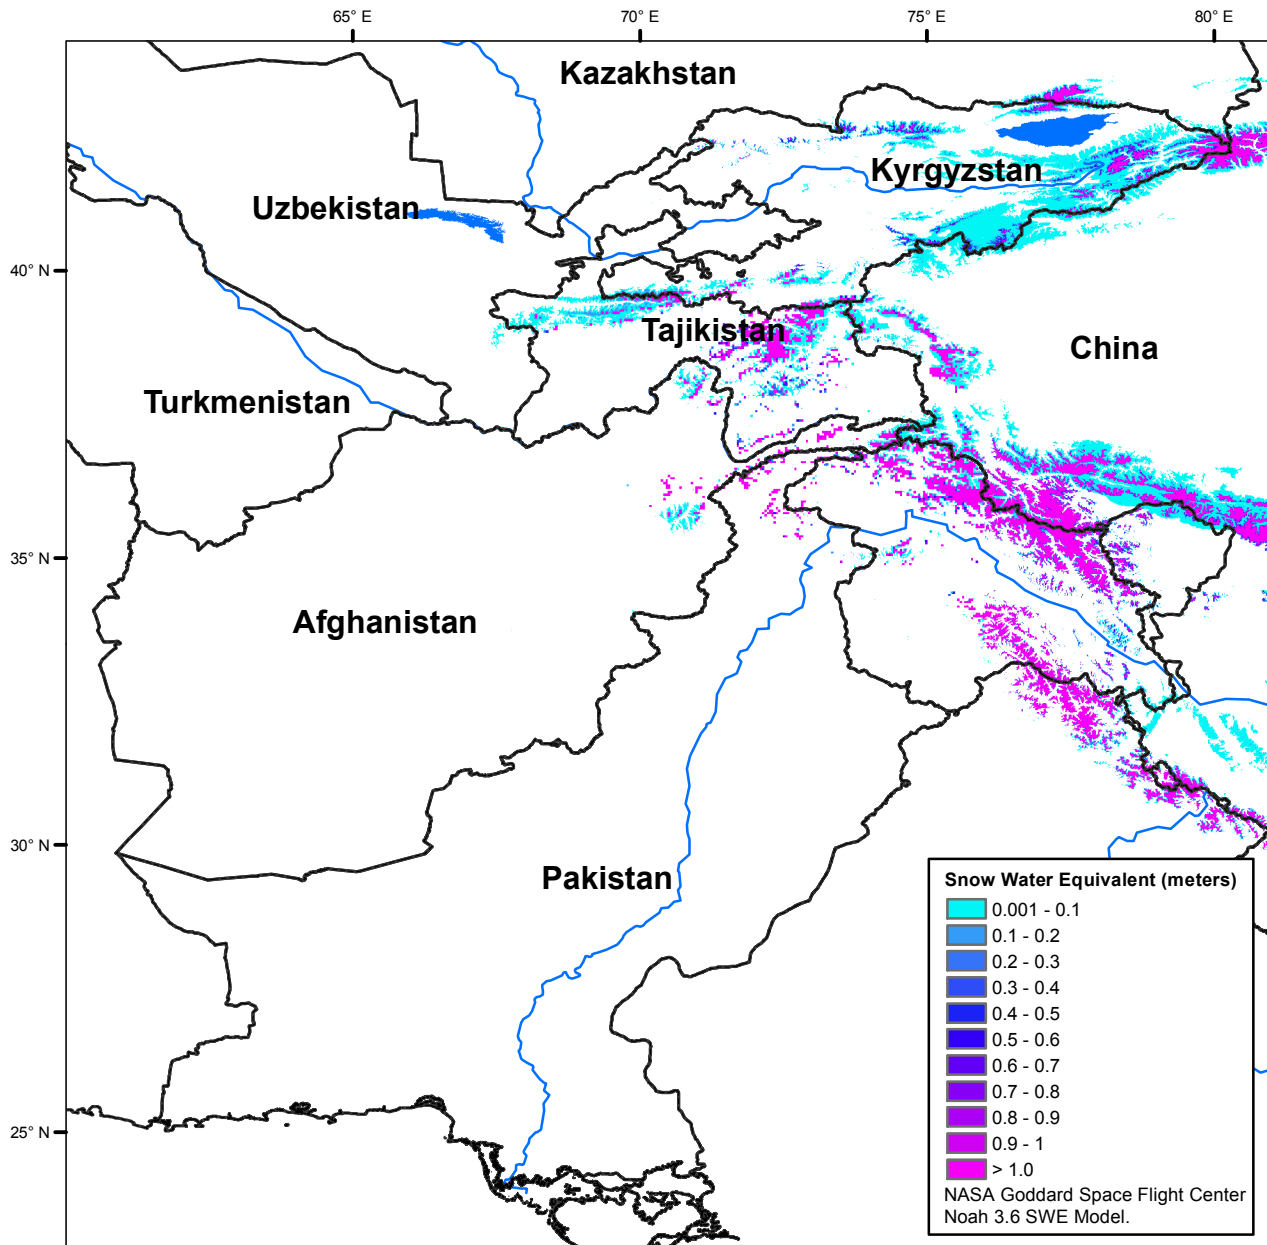 65° E
70° E
75° E
80° E
Kazakhstan
Kyrgyzstan
Uzbekistan
40° N
Tajikistan
China
Turkmenistan
35° N
Afghanistan
30° N
Pakistan
25° N
Snow Water Equivalent (meters)
0.001 - 0.1
0.1 - 0.2
0.2 - 0.3
0.3 - 0.4
0.4 - 0.5
0.5 - 0.6
0.6 - 0.7
0.7 - 0.8
0.8 - 0.9
0.9 - 1
> 1.0
NASA Goddard Space Flight Center
Noah 3.6 SWE Model.